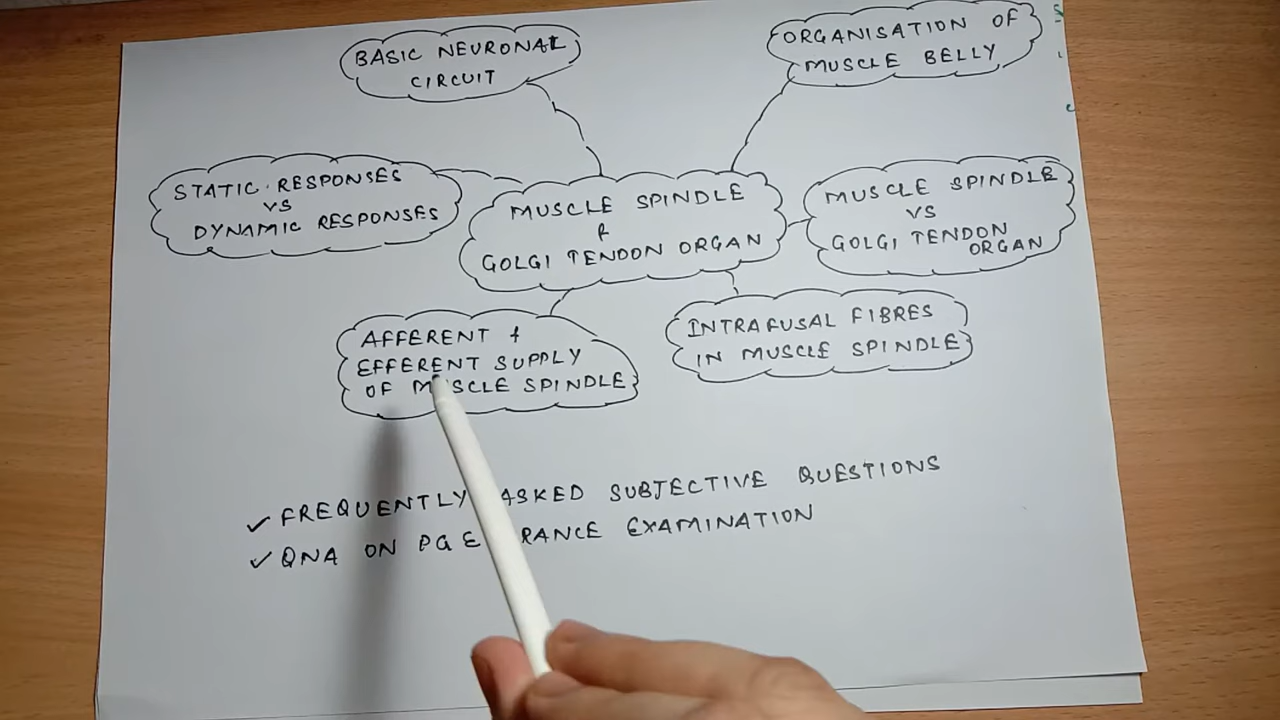 BASIC NEURONAL
CIRCUIT
ORGANISATION OF
MUSCLE BELLY
STATIC RESPONSES
VS
DYNAMIC RESPONSES
MUSCLE SPINDLE
&
GOLGI TENDON ORGAN
MUSCLE SPINDLE
VS
GOLGI TENDON
ORGAN
AFFERENT &
EFFERENT SUPPLY
OF MUSCLE SPINDLE
INTRAFUSAL FIBRES
IN MUSCLE SPINDLE
✓ FREQUENTLY ASKED SUBJECTIVE QUESTIONS
✓ QNA ON PG E RANCE EXAMINATION